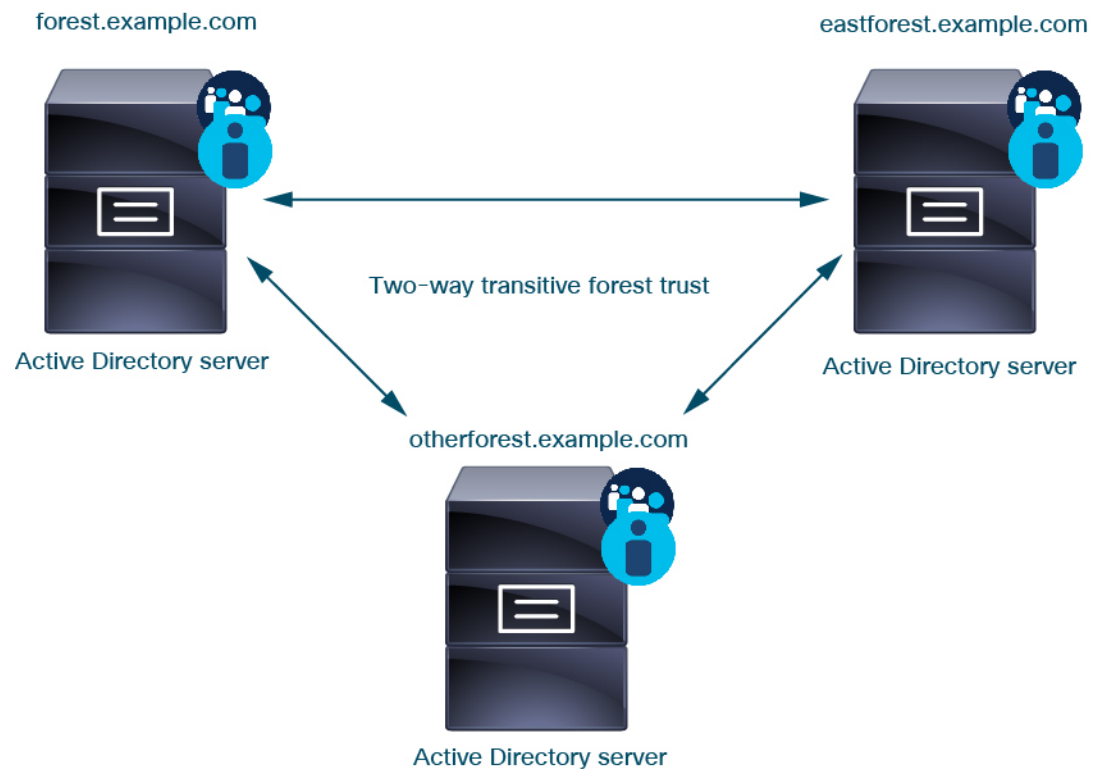 forest.example.com
eastforest.example.com
Two-way transitive forest trust
Active Directory server
Active Directory server
otherforest.example.com
Active Directory server